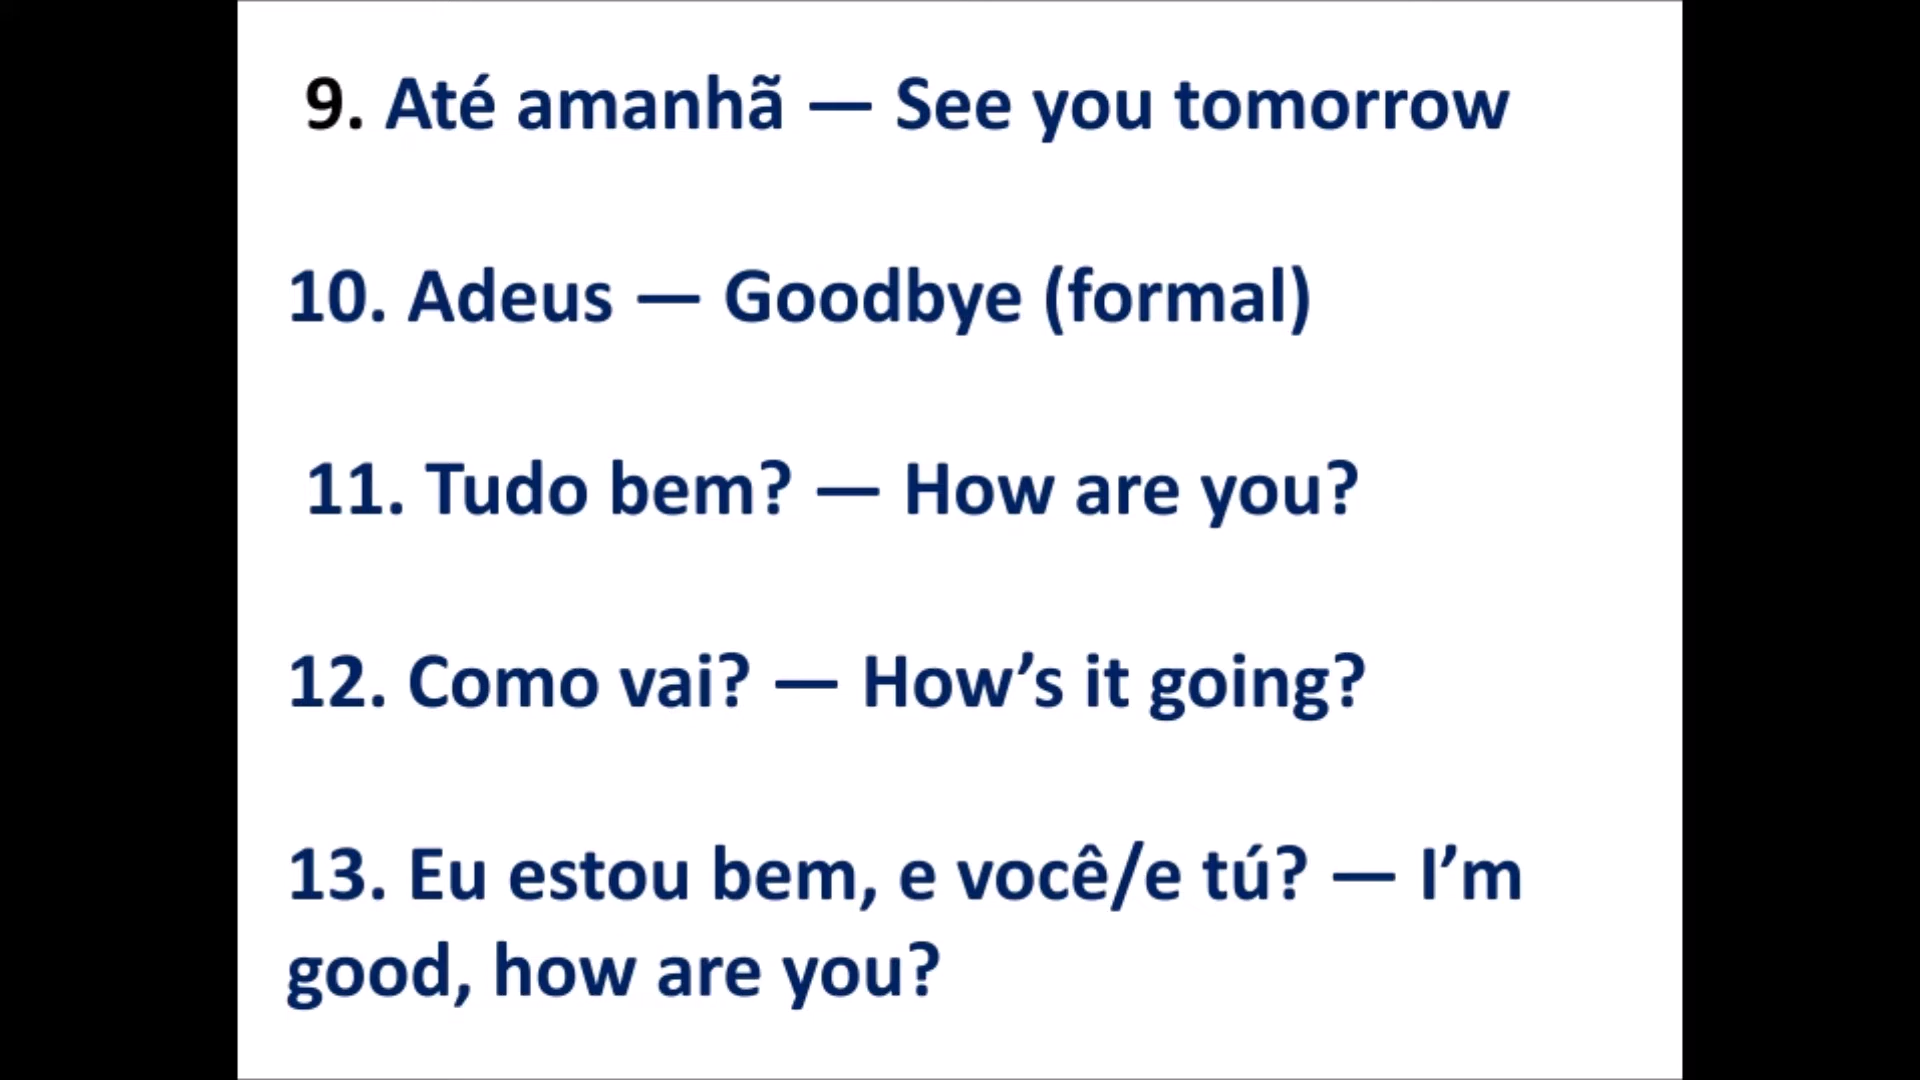 9. Até amanhã — See you tomorrow
10. Adeus — Goodbye (formal)
11. Tudo bem? — How are you?
12. Como vai? — How’s it going?
13. Eu estou bem, e você/e tú? — I’m
good, how are you?